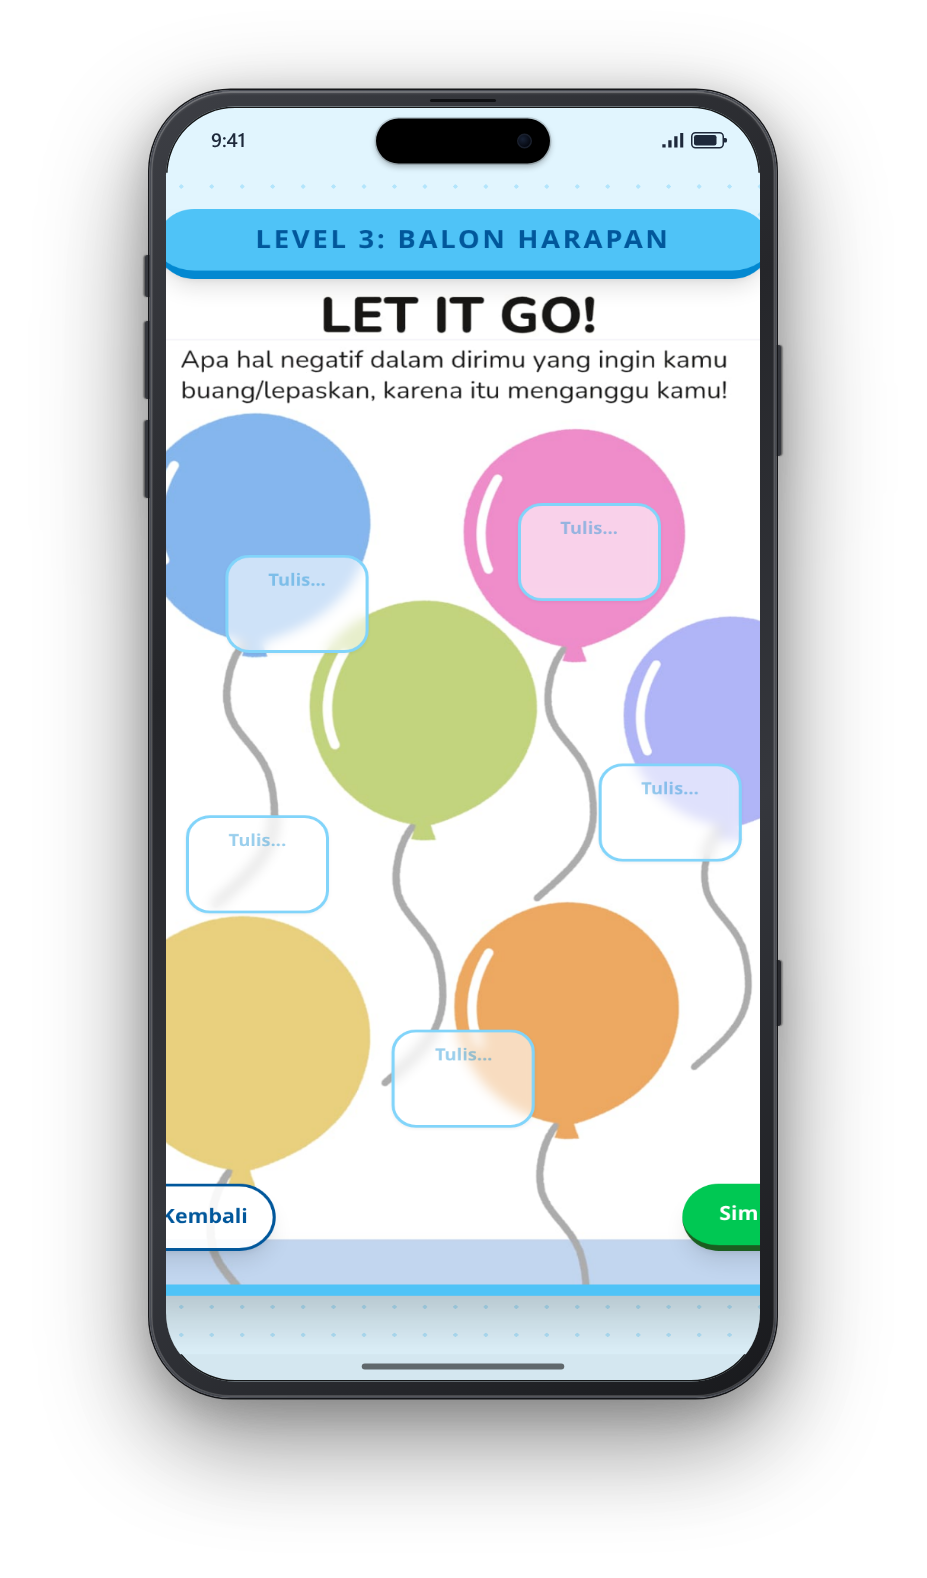 9:41
LEVEL 3: BALON HARAPAN
LET IT GO!
Apa hal negatif dalam dirimu yang ingin kamu
buang/lepaskan, karena itu menganggu kamu!
Tulis...
Tulis...
Tulis...
Tulis...
Tulis...
Kembali
Sim